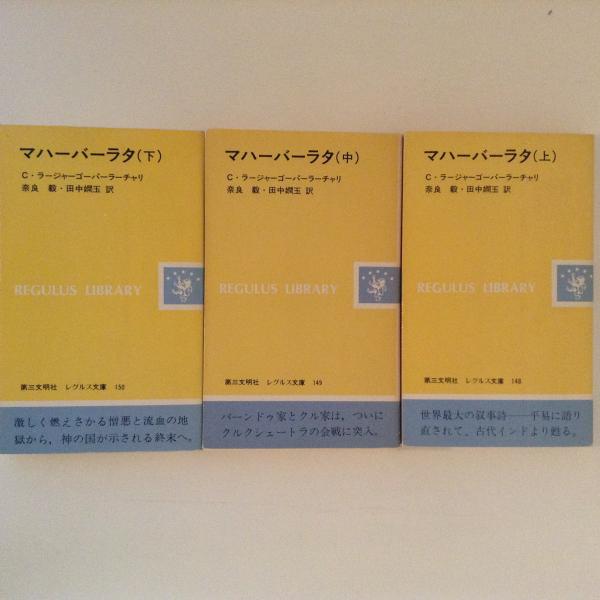 マハーバーラタ(下)
C・ラージャーゴーパーラーチャリ
奈良 毅・田中嫺玉 訳
REGULUS LIBRARY
第三文明社 レグルス文庫 150
激しく燃えさかる憎悪と流血の地
獄から，神の国が示される終末へ。
マハーバーラタ(中)
C・ラージャーゴーパーラーチャリ
奈良 毅・田中嫺玉 訳
REGULUS LIBRARY
第三文明社 レグルス文庫 149
パーンドゥ家とクル家は，ついに
クルクシェートラの会戦に突入。
マハーバーラタ(上)
C・ラージャーゴーパーラーチャリ
奈良 毅・田中嫺玉 訳
REGULUS LIBRARY
第三文明社 レグルス文庫 148
世界最大の叙事詩——平易に語り
直されて、古代インドより甦る。